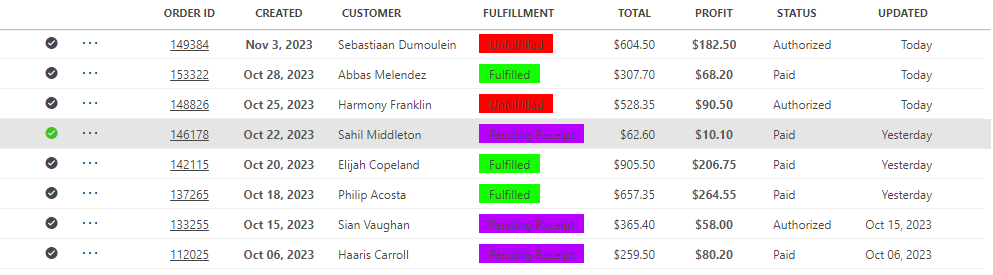 ORDER ID CREATED CUSTOMER FULFILLMENT TOTAL PROFIT STATUS UPDATED
149384 Nov 3, 2023 Sebastiaan Dumoulein Unfulfilled $604.50 $182.50 Authorized Today
153322 Oct 28, 2023 Abbas Melendez Fulfilled $307.70 $68.20 Paid Today
148826 Oct 25, 2023 Harmony Franklin Unfulfilled $528.35 $90.50 Authorized Today
146178 Oct 22, 2023 Sahil Middleton Pending Receipt $62.60 $10.10 Paid Yesterday
142115 Oct 20, 2023 Elijah Copeland Fulfilled $905.50 $206.75 Paid Yesterday
137265 Oct 18, 2023 Philip Acosta Fulfilled $657.35 $264.55 Paid Yesterday
133255 Oct 15, 2023 Sian Vaughan Pending Receipt $365.40 $58.00 Authorized Oct 15, 2023
112025 Oct 06, 2023 Haaris Carroll Pending Receipt $259.50 $80.20 Paid Oct 06, 2023